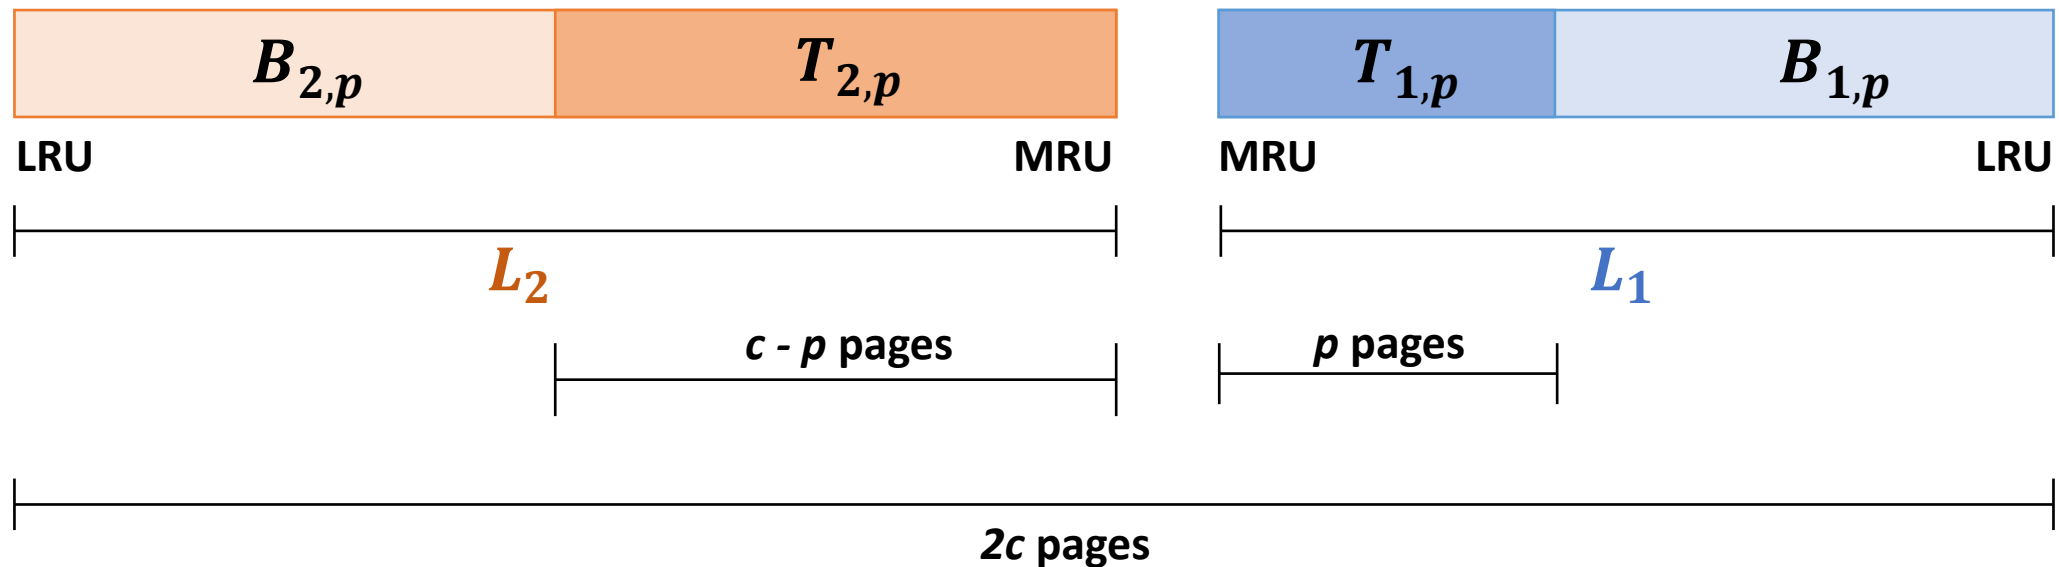 B2,p T2,p T1,p B1,p
LRU MRU MRU LRU
L2 L1
c - p pages p pages
2c pages